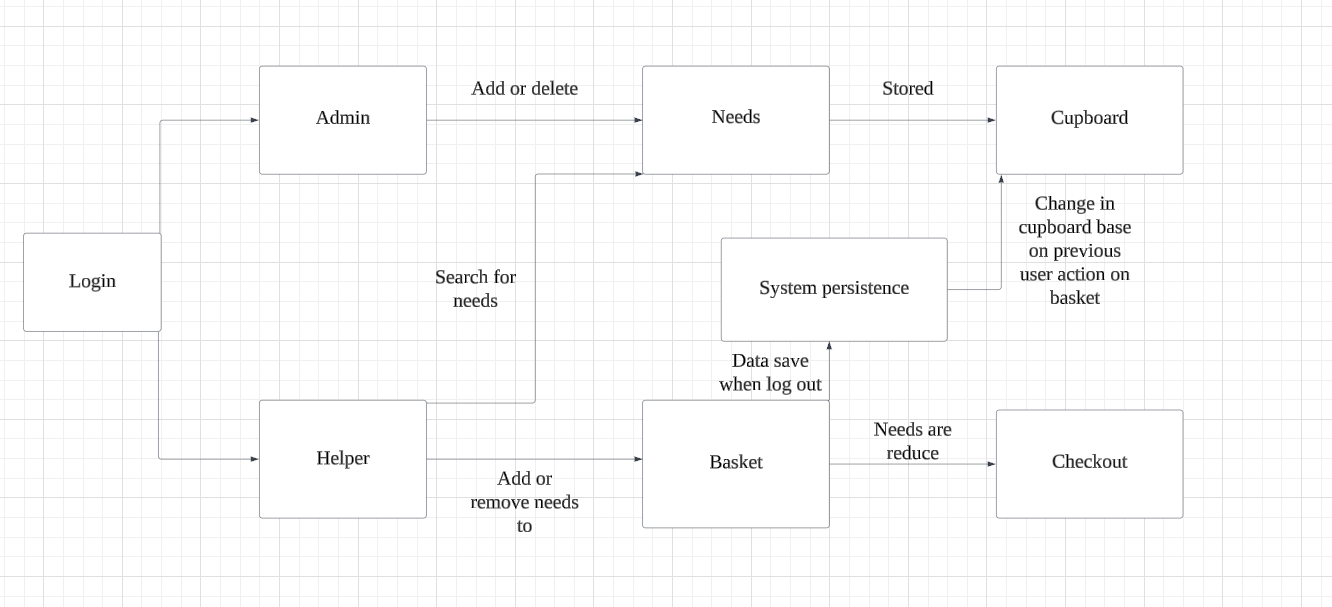 Add or delete
Stored
Admin
Needs
Cupboard
Change in
cupboard base
on previous
user action on
basket
Login
Search for
needs
System persistence
Data save
when log out
Needs are
reduce
Helper
Basket
Checkout
Add or
remove needs
to